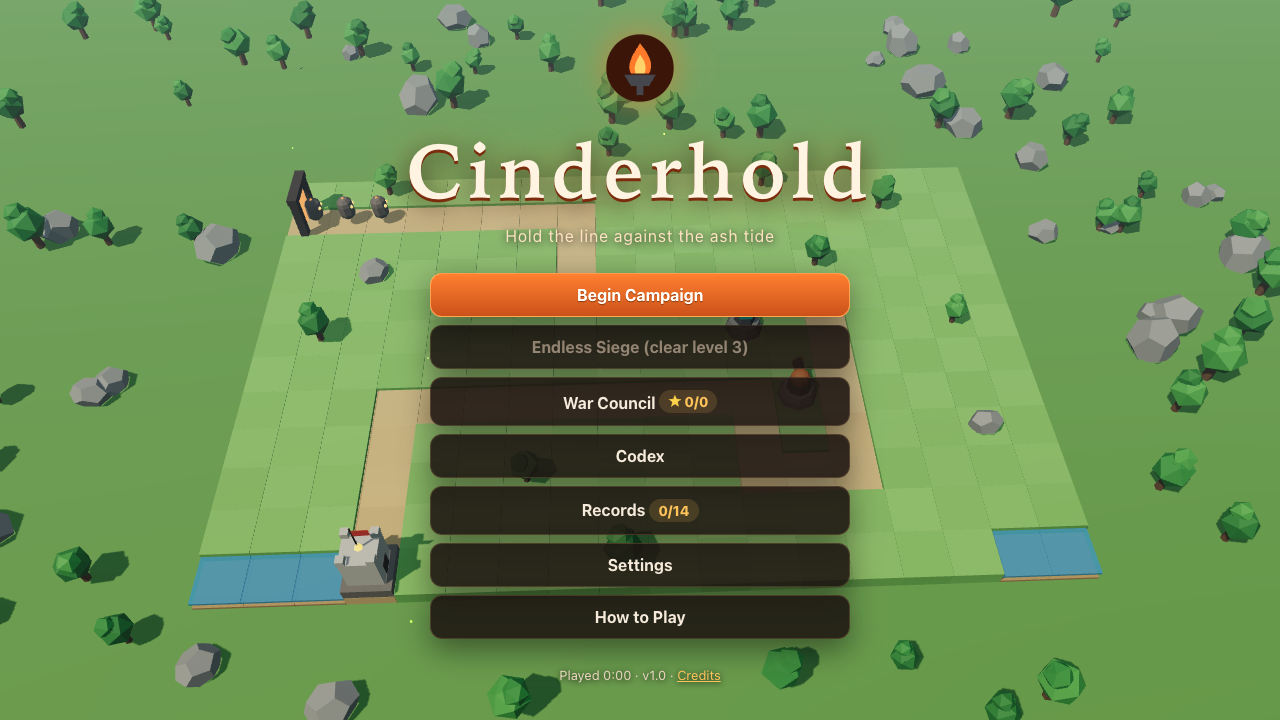 Cinderhold
Hold the line against the ash tide
Begin Campaign
Endless Siege (clear level 3)
War Council ★ 0/0
Codex
Records 0/14
Settings
How to Play
Played 0:00 · v1.0 · Credits